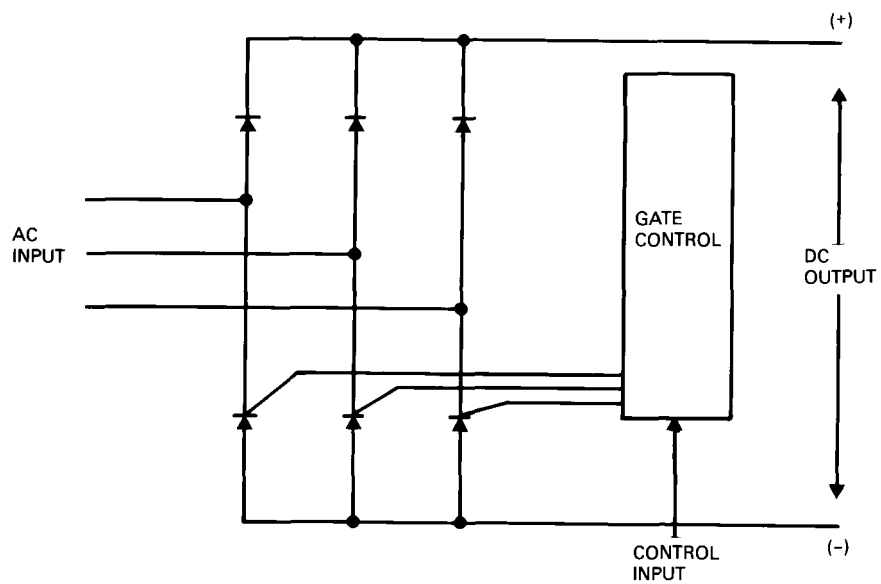 (+)
AC
INPUT
GATE
CONTROL
DC
OUTPUT
(−)
CONTROL
INPUT